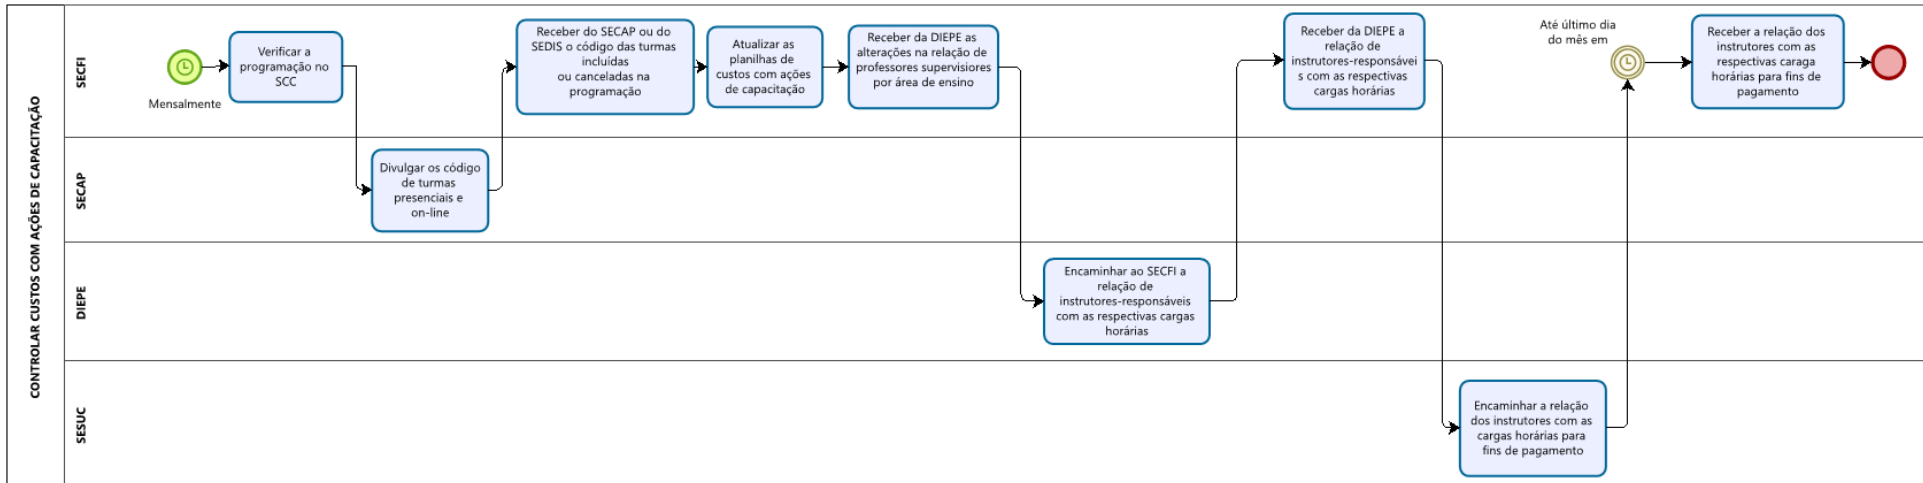 CONTROLAR CUSTOS COM AÇÕES DE CAPACITAÇÃO
SECFI
Mensalmente
Verificar a
programação no
SCC
Receber do SECAP ou do
SEDIS o código das turmas
incluídas
ou canceladas na
programação
Atualizar as
planilhas de
custos com ações
de capacitação
Receber da DIEPE as
alterações na relação de
professores supervisiores
por área de ensino
Receber da DIEPE a
relação de
instrutores-responsávei
s com as respectivas
cargas horárias
Até último dia
do mês em
Receber a relação dos
instrutores com as
respectivas caraga
horárias para fins de
pagamento
SECAP
Divulgar os código
de turmas
presenciais e
on-line
DIEPE
Encaminhar ao SECFI a
relação de
instrutores-responsáveis
com as respectivas cargas
horárias
SESUC
Encaminhar a relação
dos instrutores com as
cargas horárias para
fins de pagamento